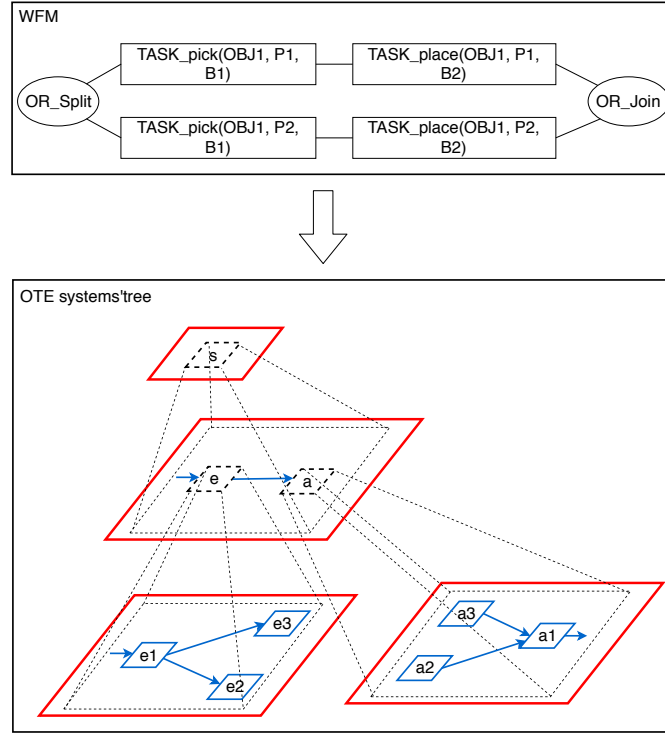 WFM
TASK_pick(OBJ1, P1,
B1)
TASK_place(OBJ1, P1,
B2)
OR_Split
OR_Join
TASK_pick(OBJ1, P2,
B1)
TASK_place(OBJ1, P2,
B2)
OTE systems'tree
s
e
a
e1
e3
e2
a3
a1
a2